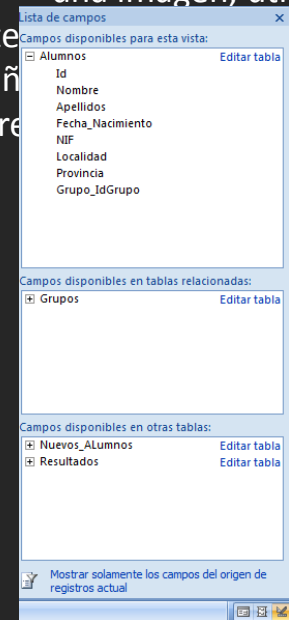 una imagen, 
Lista de campos
Campos disponibles para esta vista:
Alumnos Editar tabla
Id
Nombre
Apellidos
Fecha_Nacimiento
NIF
Localidad
Provincia
Grupo_IdGrupo
Campos disponibles en tablas relacionadas:
Grupos Editar tabla
Campos disponibles en otras tablas:
Nuevos_ALumnos Editar tabla
Resultados Editar tabla
Mostrar solamente los campos del origen de
registros actual